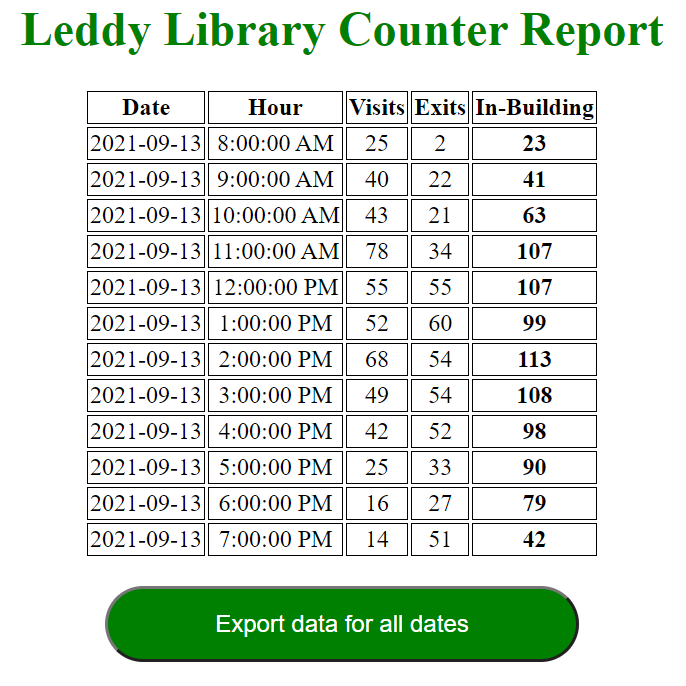 Leddy Library Counter Report
Date Hour Visits Exits In-Building
2021-09-13 8:00:00 AM 25 2 23
2021-09-13 9:00:00 AM 40 22 41
2021-09-13 10:00:00 AM 43 21 63
2021-09-13 11:00:00 AM 78 34 107
2021-09-13 12:00:00 PM 55 55 107
2021-09-13 1:00:00 PM 52 60 99
2021-09-13 2:00:00 PM 68 54 113
2021-09-13 3:00:00 PM 49 54 108
2021-09-13 4:00:00 PM 42 52 98
2021-09-13 5:00:00 PM 25 33 90
2021-09-13 6:00:00 PM 16 27 79
2021-09-13 7:00:00 PM 14 51 42
Export data for all dates